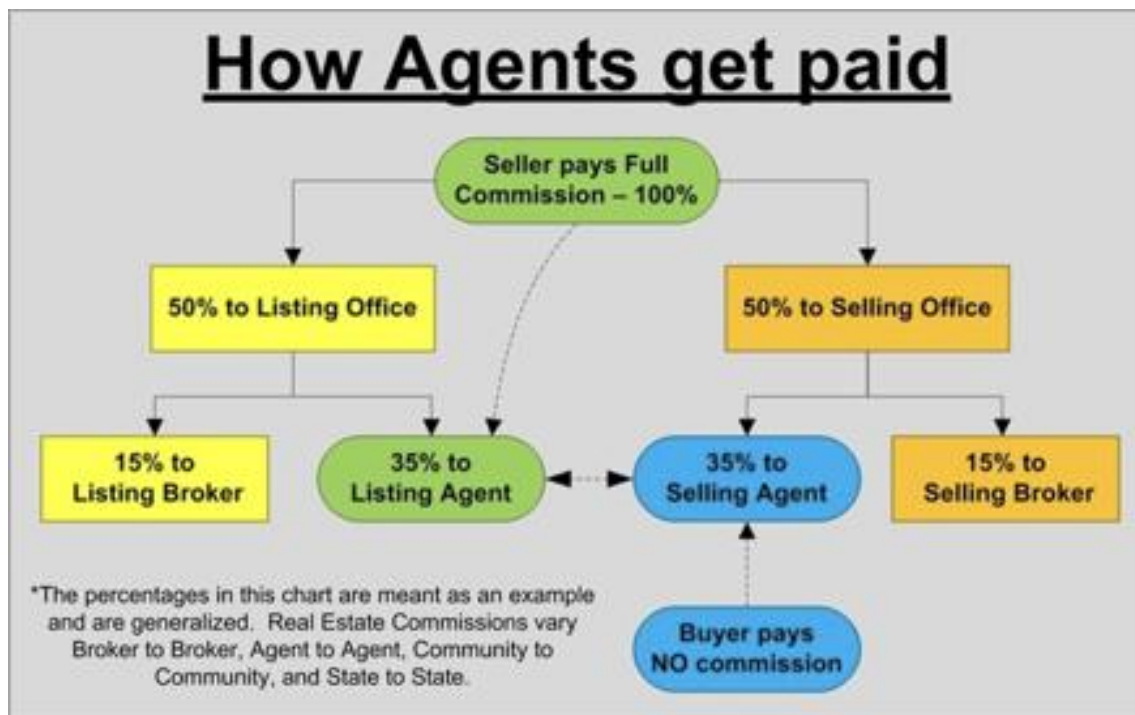 How Agents get paid
Seller pays Full
Commission – 100%
50% to Listing Office
50% to Selling Office
15% to
Listing Broker
35% to
Listing Agent
35% to
Selling Agent
15% to
Selling Broker
*The percentages in this chart are meant as an example
and are generalized. Real Estate Commissions vary
Broker to Broker, Agent to Agent, Community to
Community, and State to State.
Buyer pays
NO commission